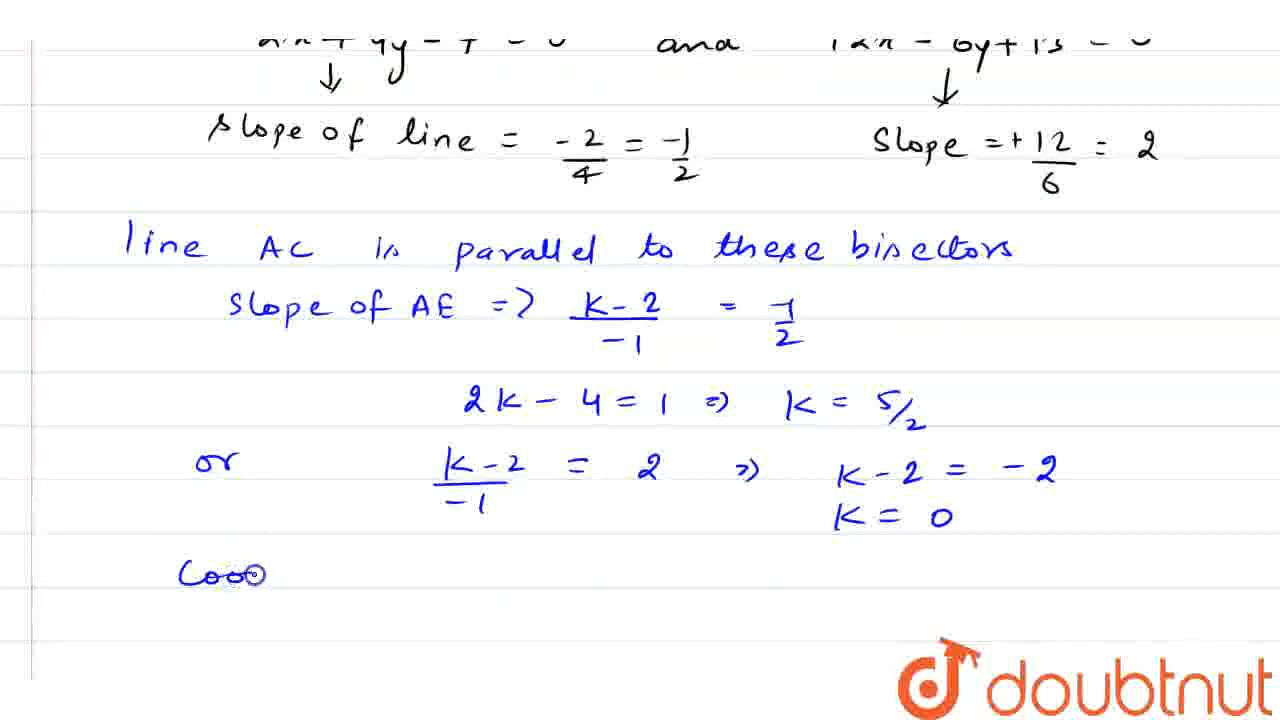 and
slope of line = -2/4 = -1/2 Slope = +12/6 = 2
line AC is parallel to these bisectors
slope of AE => K-2/-1 = -1/2
2K - 4 = 1 => K = 5/2
or K-2/-1 = 2 => K-2 = -2
K = 0
Coo
doubtnut